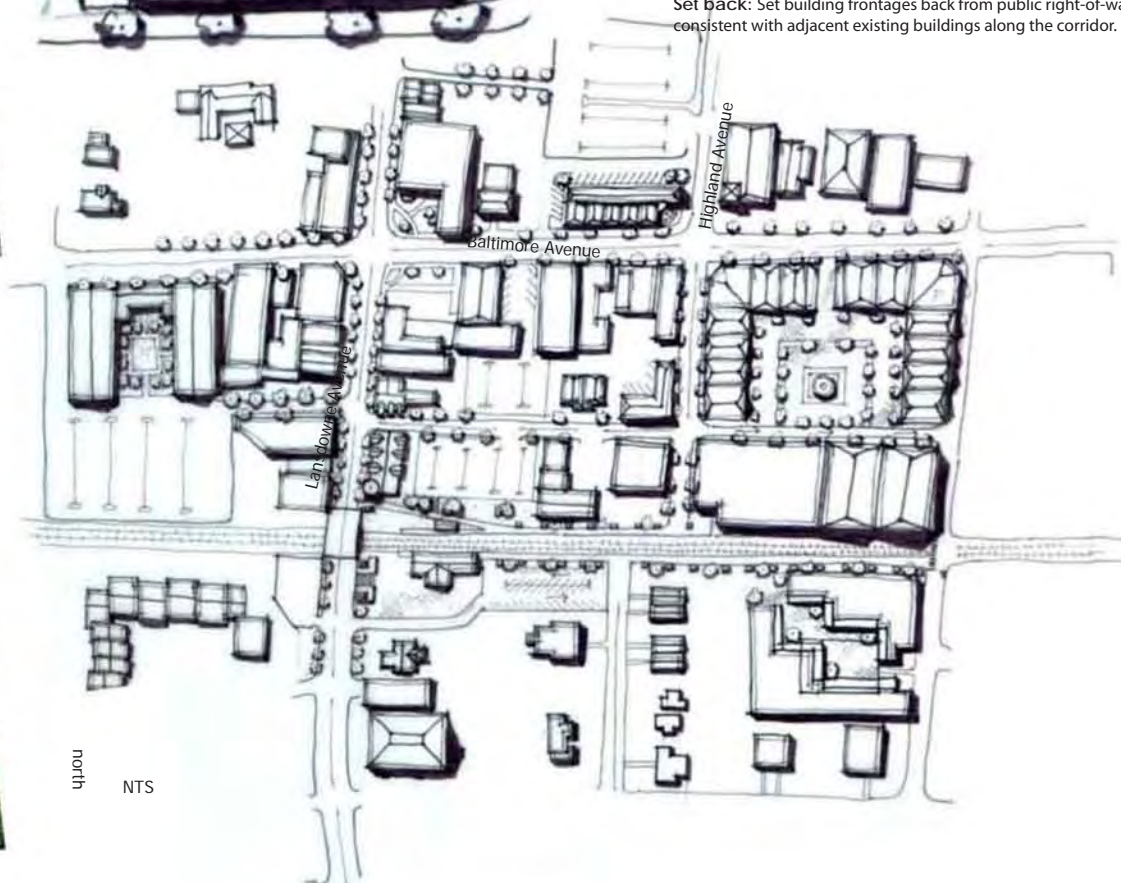 Set back: Set building frontages back from public right-of-wa
consistent with adjacent existing buildings along the corridor.
Highland Avenue
Baltimore Avenue
Lansdowne Avenue
north
NTS